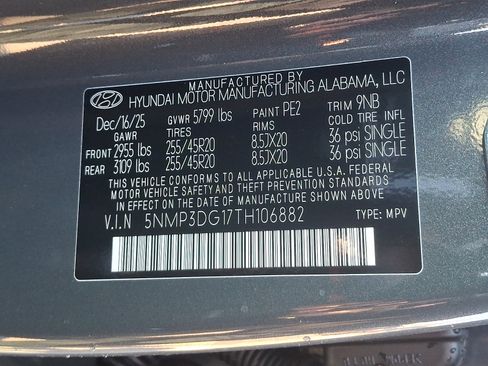 MANUFACTURED BY
HYUNDAI MOTOR MANUFACTURING ALABAMA, LLC
Dec/16/25 GVWR 5799 lbs PAINT PE2 TRIM 9NB
GAWR TIRES RIMS COLD TIRE INFL
FRONT 2955 lbs 255/45R20 8.5JX20 36 psi SINGLE
REAR 3109 lbs 255/45R20 8.5JX20 36 psi SINGLE
THIS VEHICLE CONFORMS TO ALL APPLICABLE U.S.A. FEDERAL
MOTOR VEHICLE SAFETY AND THEFT PREVENTION STANDARDS
IN EFFECT ON THE DATE OF MANUFACTURE SHOWN ABOVE.
V.I.N 5NMP3DG17TH106882 TYPE: MPV